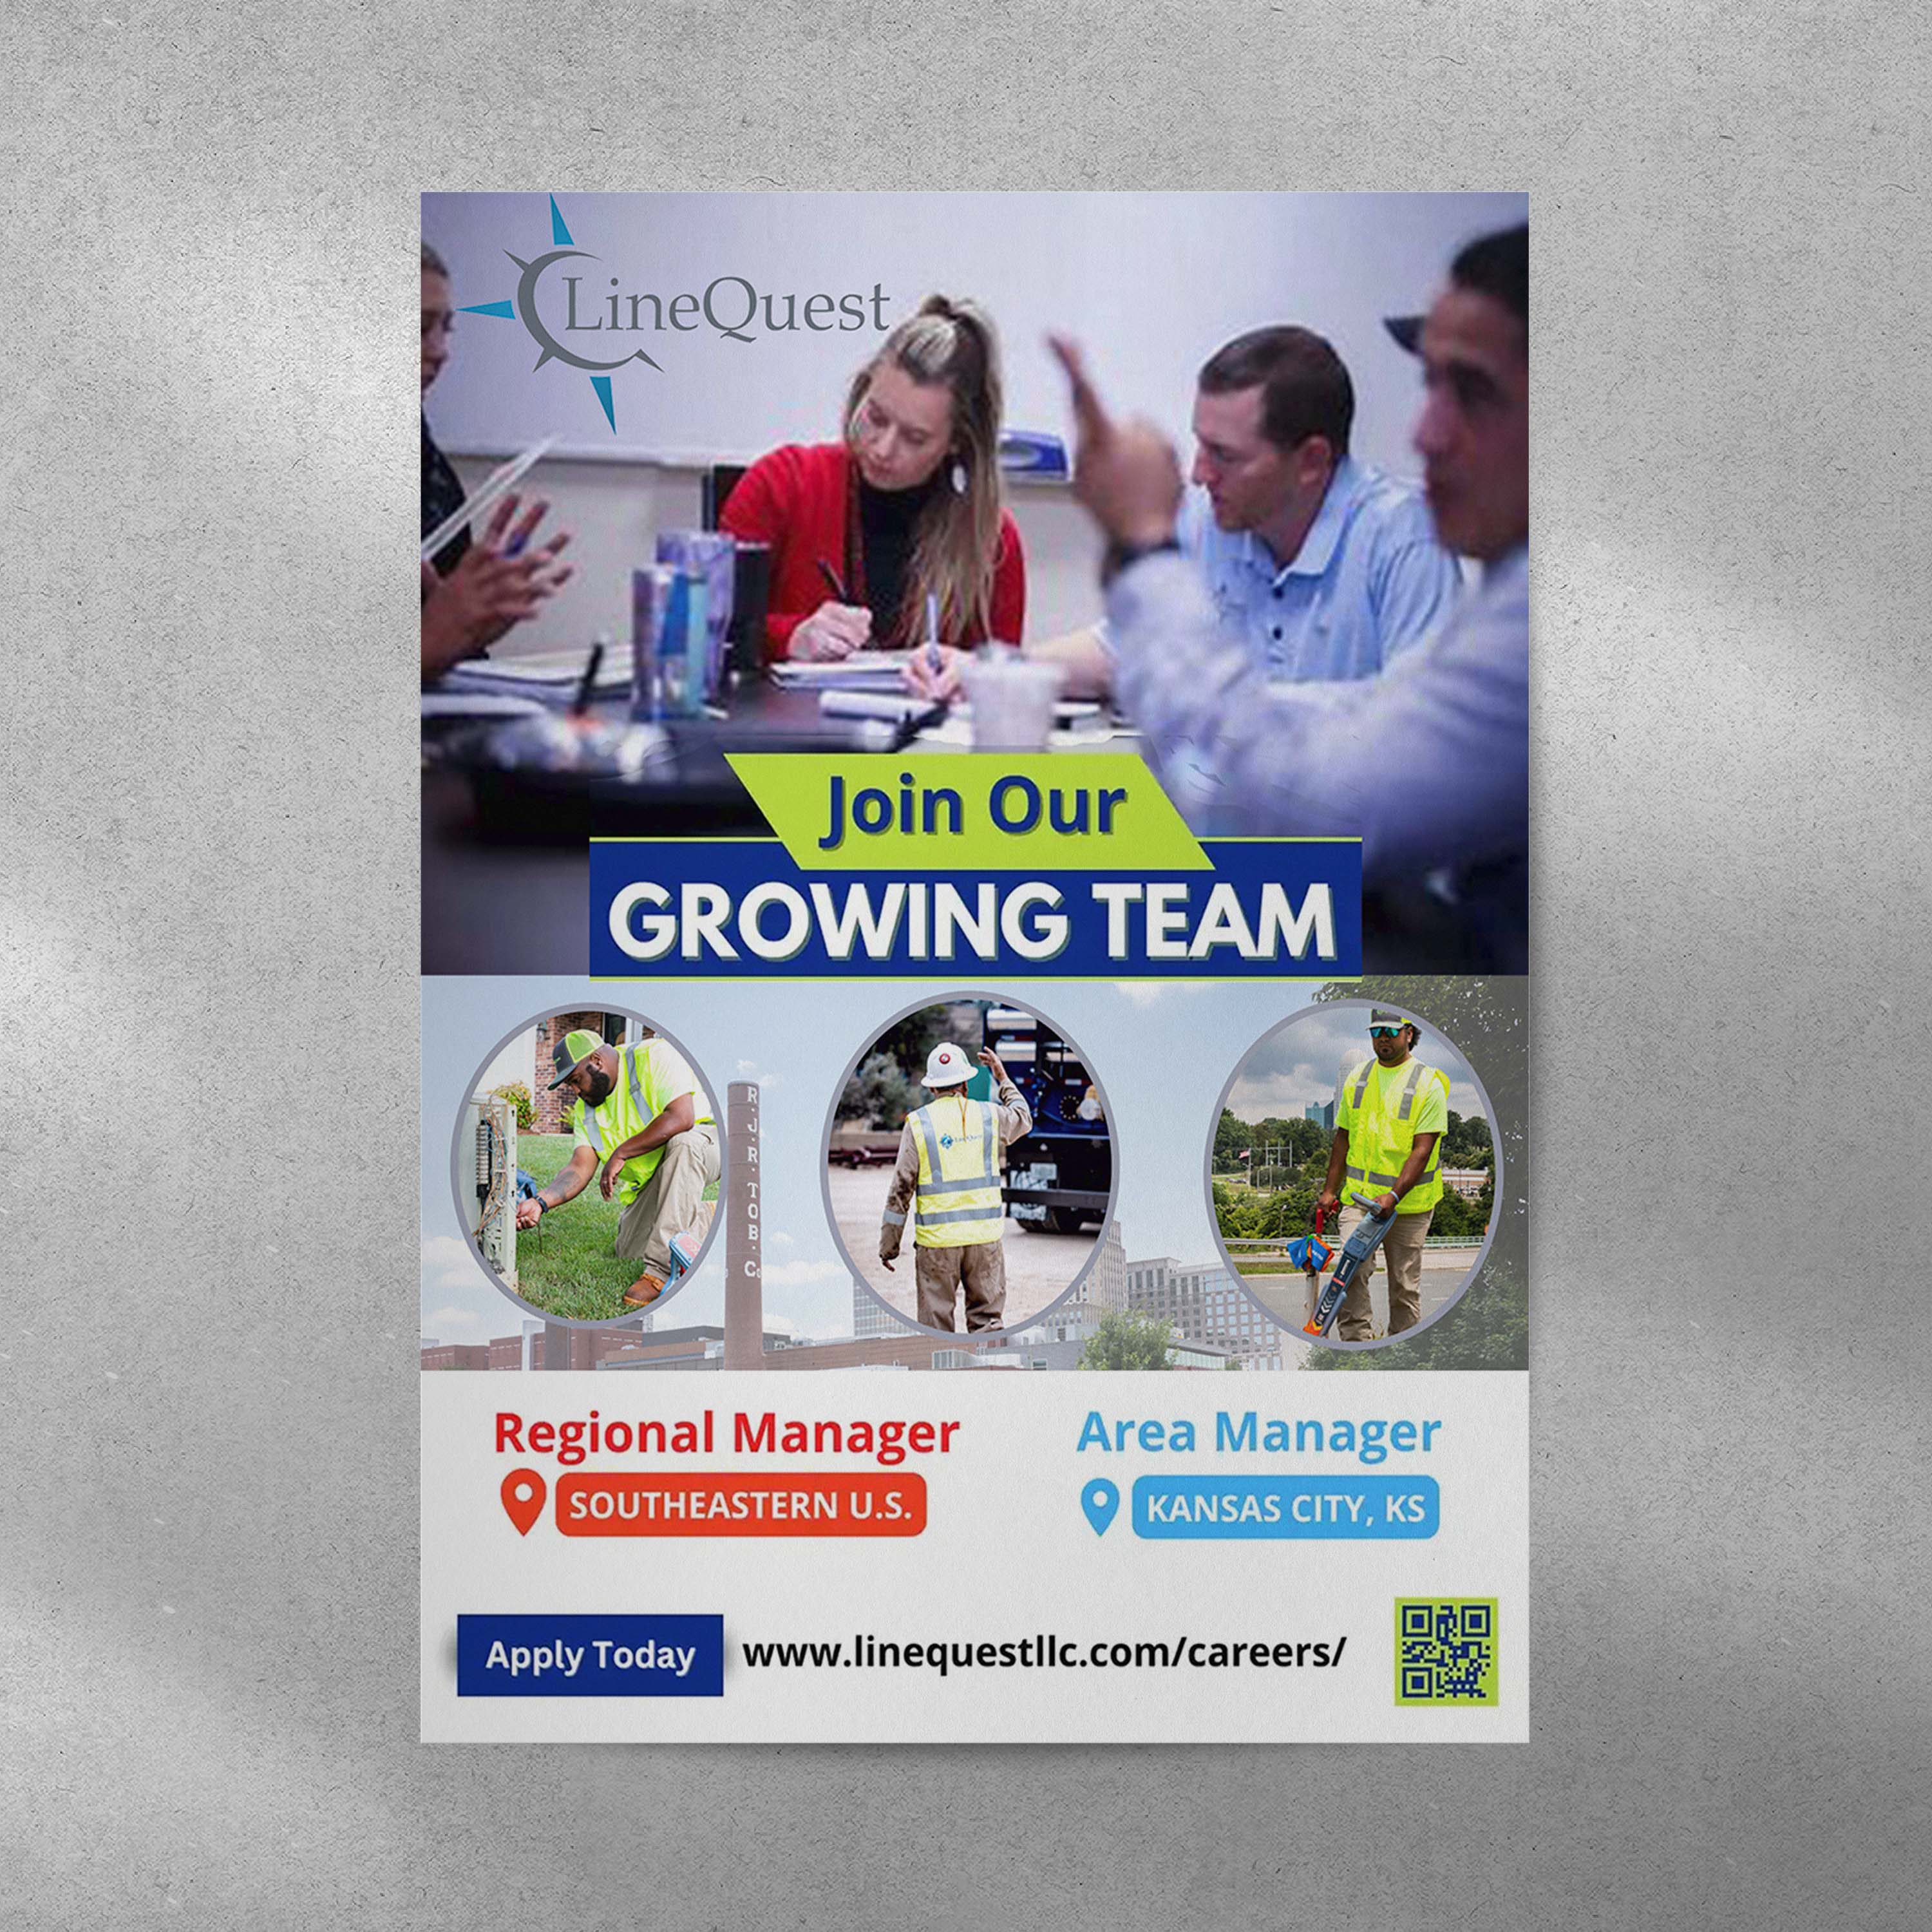 LineQuest
Join Our
GROWING TEAM
R.J.R. TOB. Co
LineQuest
Regional Manager
Area Manager
SOUTHEASTERN U.S.
KANSAS CITY, KS
Apply Today
www.linequestllc.com/careers/